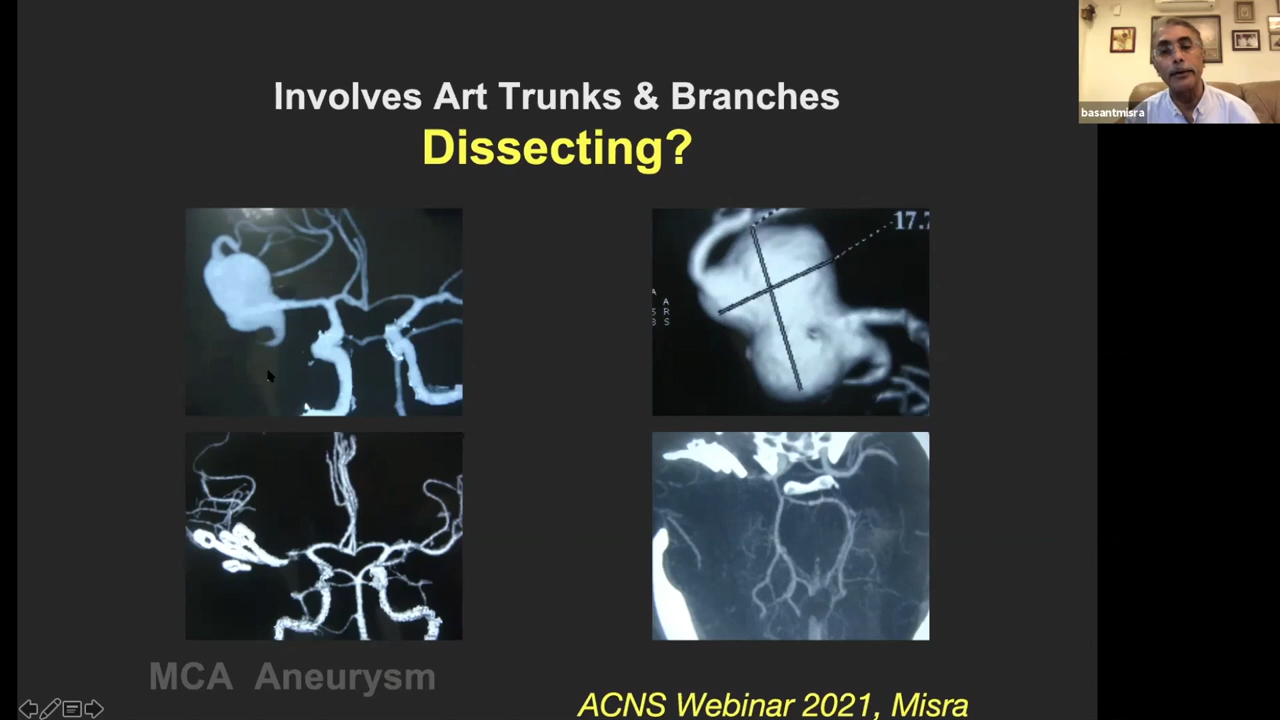 Involves Art Trunks & Branches
Dissecting?
basantmisra
17.7
A
A
S R
B S
MCA Aneurysm
ACNS Webinar 2021, Misra